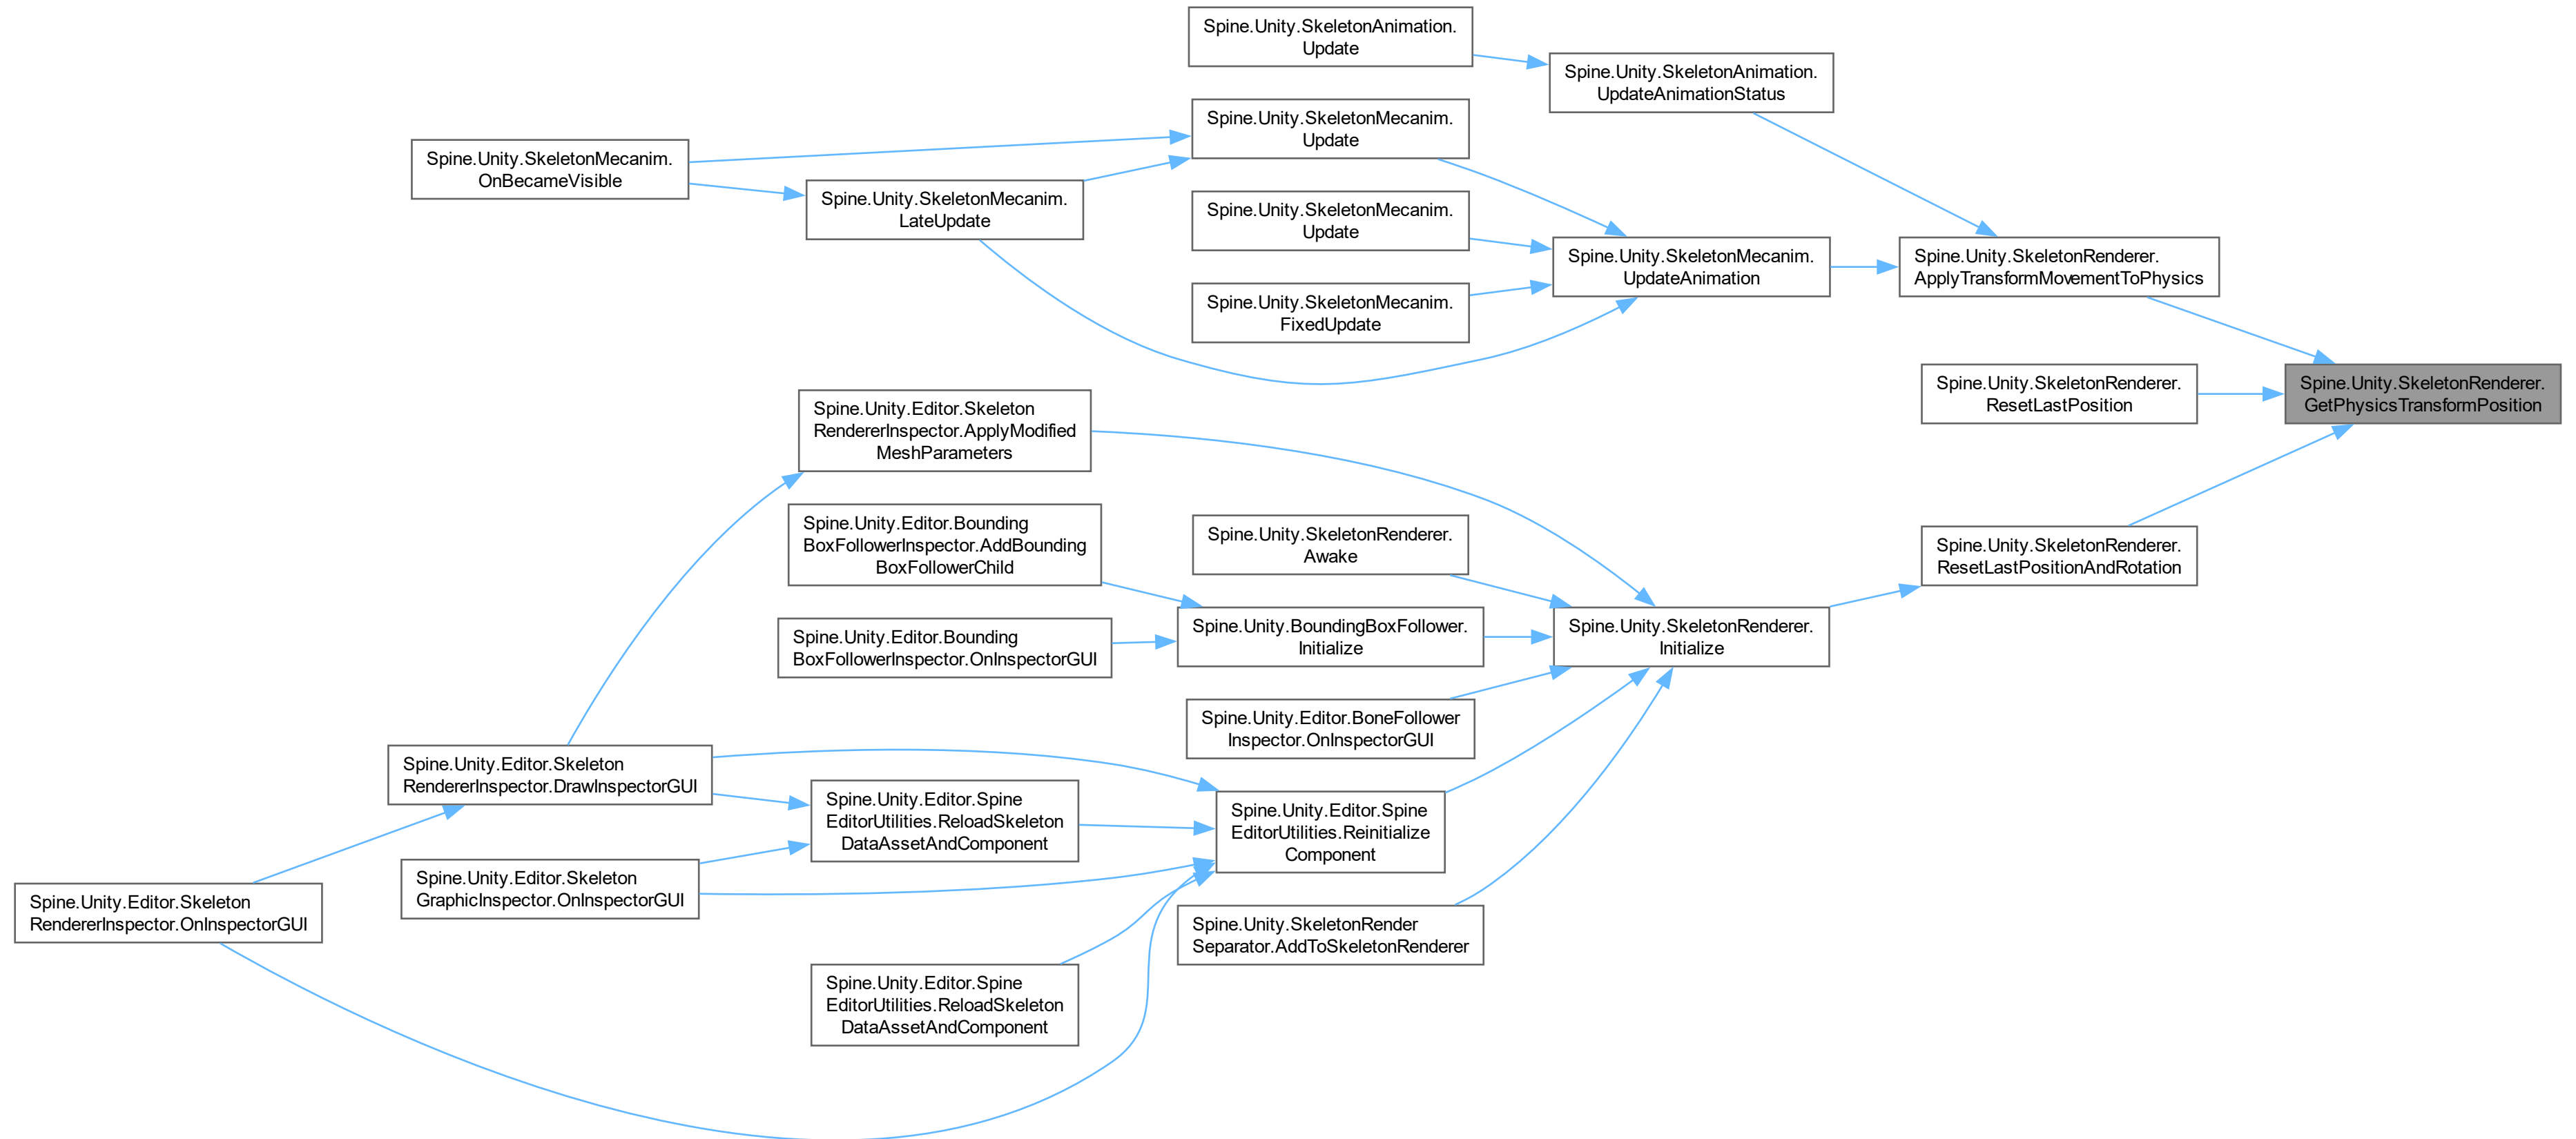 Spine.Unity.SkeletonAnimation.
Update
Spine.Unity.SkeletonAnimation.
UpdateAnimationStatus
Spine.Unity.SkeletonMecanim.
Update
Spine.Unity.SkeletonMecanim.
OnBecameVisible
Spine.Unity.SkeletonMecanim.
LateUpdate
Spine.Unity.SkeletonMecanim.
Update
Spine.Unity.SkeletonMecanim.
UpdateAnimation
Spine.Unity.SkeletonRenderer.
ApplyTransformMovementToPhysics
Spine.Unity.SkeletonMecanim.
FixedUpdate
Spine.Unity.SkeletonRenderer.
ResetLastPosition
Spine.Unity.SkeletonRenderer.
GetPhysicsTransformPosition
Spine.Unity.Editor.Skeleton
RendererInspector.ApplyModified
MeshParameters
Spine.Unity.Editor.Bounding
BoxFollowerInspector.AddBounding
BoxFollowerChild
Spine.Unity.SkeletonRenderer.
Awake
Spine.Unity.SkeletonRenderer.
ResetLastPositionAndRotation
Spine.Unity.Editor.Bounding
BoxFollowerInspector.OnInspectorGUI
Spine.Unity.BoundingBoxFollower.
Initialize
Spine.Unity.SkeletonRenderer.
Initialize
Spine.Unity.Editor.BoneFollower
Inspector.OnInspectorGUI
Spine.Unity.Editor.Skeleton
RendererInspector.DrawInspectorGUI
Spine.Unity.Editor.Spine
EditorUtilities.ReloadSkeleton
DataAssetAndComponent
Spine.Unity.Editor.Spine
EditorUtilities.Reinitialize
Component
Spine.Unity.Editor.Skeleton
GraphicInspector.OnInspectorGUI
Spine.Unity.Editor.Skeleton
RendererInspector.OnInspectorGUI
Spine.Unity.SkeletonRender
Separator.AddToSkeletonRenderer
Spine.Unity.Editor.Spine
EditorUtilities.ReloadSkeleton
DataAssetAndComponent